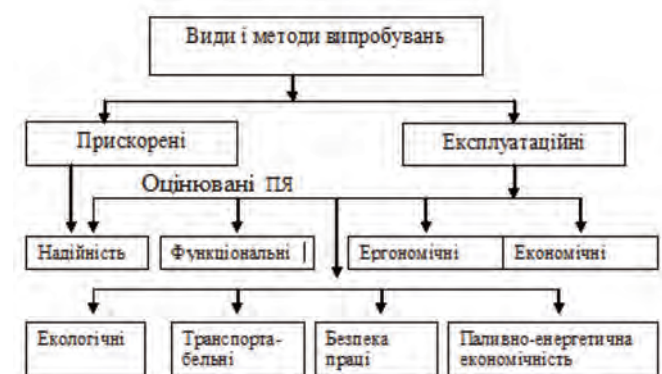 Види і методи випробувань
Прискорені
Експлуатаційні
Оцінювані ПЯ
Надійність
Функціональні
Ергономічні
Економічні
Екологічні
Транспорта-
бельні
Безпека
праці
Паливно-енергетична
економічність